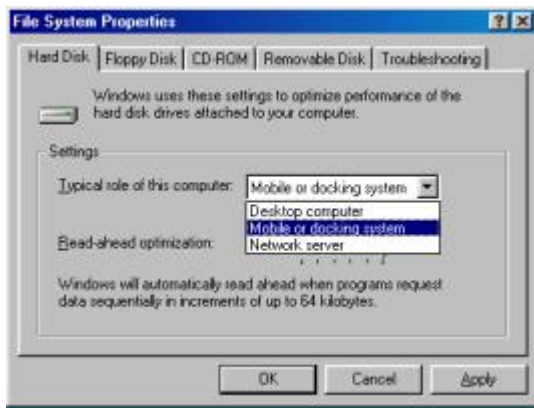 File System Properties
Hard Disk Floppy Disk CD-ROM Removable Disk Troubleshooting
Windows uses these settings to optimize performance of the
hard disk drives attached to your computer.
Settings
Typical role of this computer: Mobile or docking system
Desktop computer
Mobile or docking system
Network server
Read-ahead optimization:
Windows will automatically read ahead when programs request
data sequentially in increments of up to 64 kilobytes.
OK Cancel Apply